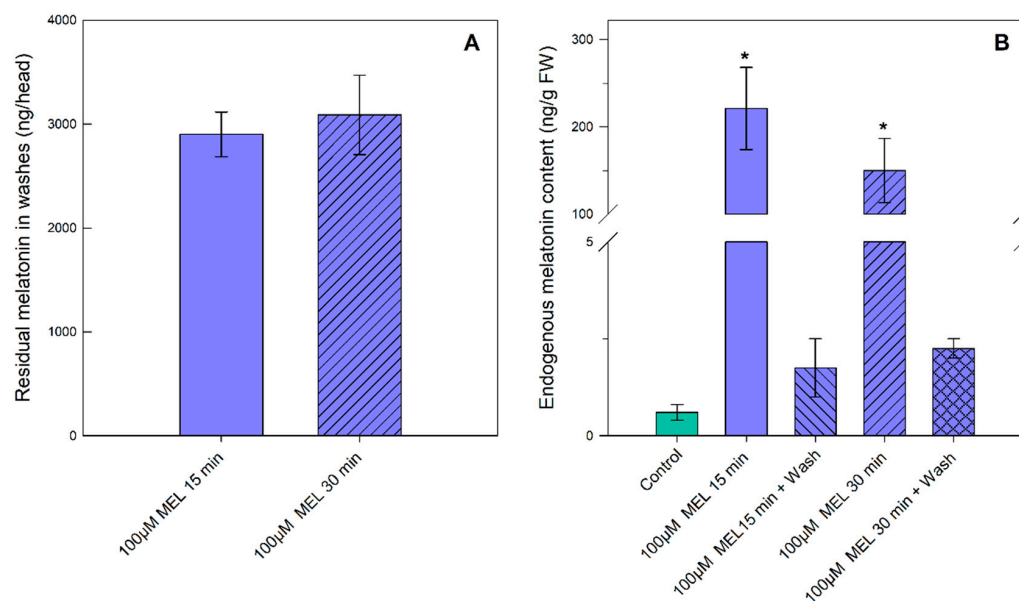 A
Residual melatonin in washes (ng/head)
4000
3000
2000
1000
0
100µM MEL 15 min
100µM  MEL 30 min
B
Endogenous melatonin content (ng/g FW)
300
200
100
5
0
*
*
Control
100µM  MEL 15 min
100µM  MEL15 min + Wash
100µM  MEL 30 min
100µM  MEL 30 min + Wash